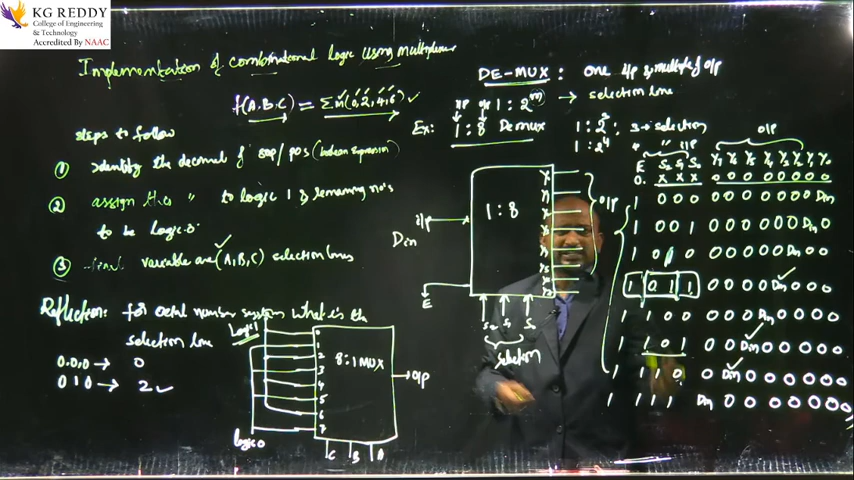 KG REDDY
College of Engineering
& Technology
Accredited By NAAC
Implementation of combinational logic using multiplexer
f(A,B,C) = Σm(0,2,4,6) ✓
steps to follow
① Identify the decimal of sop/pos (boolean expression)
② assign the " to logic 1 & remaining no's
to be logic 0
③ variable are (A,B,C) selection lines
Reflection: for octal number system what is the
selection line
0,0,0 → 0
0 1 0 → 2 ✓
Logic 1
0
1
2
3
4
5
6
7
8:1 MUX
O/P
logic 0
C B A
DE-MUX: one i/p & multiple o/p
i/p o/p 1:2^(m) → selection line
Ex: 1:8 Demux
1:2³: 3→ selection
1:2⁴ 4 " i/p
i/p
Din
1:8
O/P
E
S₂ S₁ S₀
selection
O/P
E S₂ S₁ S₀ Y₇ Y₆ Y₅ Y₄ Y₃ Y₂ Y₁ Y₀
0 X X X 0 0 0 0 0 0 0 0
1 0 0 0 0 0 0 0 0 0 0 Din
1 0 0 1 0 0 0 0 0 0 Din 0
1 0 1 0 0 0 0 0 0 Din 0 0
1 0 1 1 0 0 0 0 Din 0 0 0
1 1 0 0 0 0 0 Din 0 0 0 0
1 1 0 1 0 0 Din 0 0 0 0 0
1 1 1 0 0 Din 0 0 0 0 0 0
1 1 1 1 Din 0 0 0 0 0 0 0